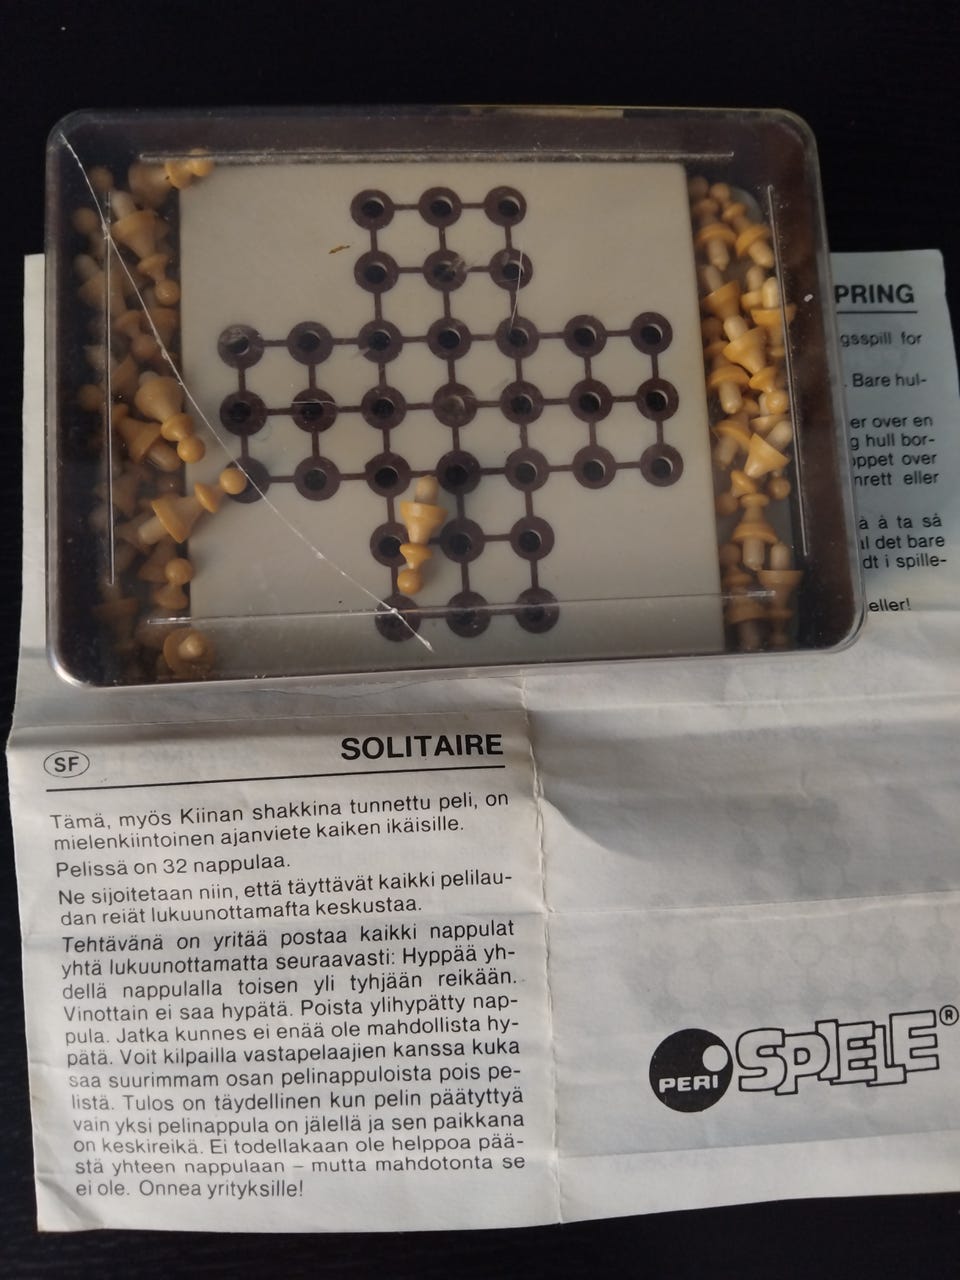 PRING
gsspill for
. Bare hul-
er over en
g hull bor-
oppet over
nrett eller
à à ta så
al det bare
dt i spille-
eller!
SF
SOLITAIRE
Tämä, myös Kiinan shakkina tunnettu peli, on
mielenkiintoinen ajanviete kaiken ikäisille.
Pelissä on 32 nappulaa.
Ne sijoitetaan niin, että täyttävät kaikki pelilau-
dan reiät lukuunottamafta keskustaa.
Tehtävänä on yritää postaa kaikki nappulat
yhtä lukuunottamatta seuraavasti: Hyppää yh-
dellä nappulalla toisen yli tyhjään reikään.
Vinottain ei saa hypätä. Poista ylihypätty nap-
pula. Jatka kunnes ei enää ole mahdollista hy-
pätä. Voit kilpailla vastapelaajien kanssa kuka
saa suurimmam osan pelinappuloista pois pe-
listä. Tulos on täydellinen kun pelin päätyttyä
vain yksi pelinappula on jälellä ja sen paikkana
on keskireikä. Ei todellakaan ole helppoa pää-
stä yhteen nappulaan – mutta mahdotonta se
ei ole. Onnea yrityksille!
PERI SPIELE®